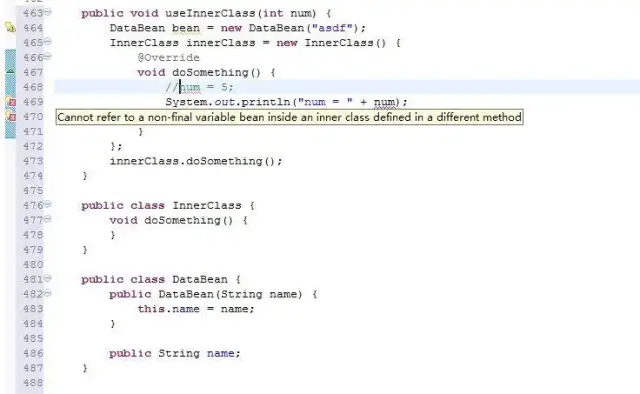 463 public void useInnerClass(int num) {
464 DataBean bean = new DataBean("asdf");
465 InnerClass innerClass = new InnerClass() {
466 @Override
467 void doSomething() {
468 //num = 5;
469 System.out.println("num = " + num);
470 Cannot refer to a non-final variable bean inside an inner class defined in a different method
471 }
472 };
473 innerClass.doSomething();
474 }
475
476 public class InnerClass {
477 void doSomething() {
478 }
479 }
480
481 public class DataBean {
482 public DataBean(String name) {
483 this.name = name;
484 }
485
486 public String name;
487 }
488